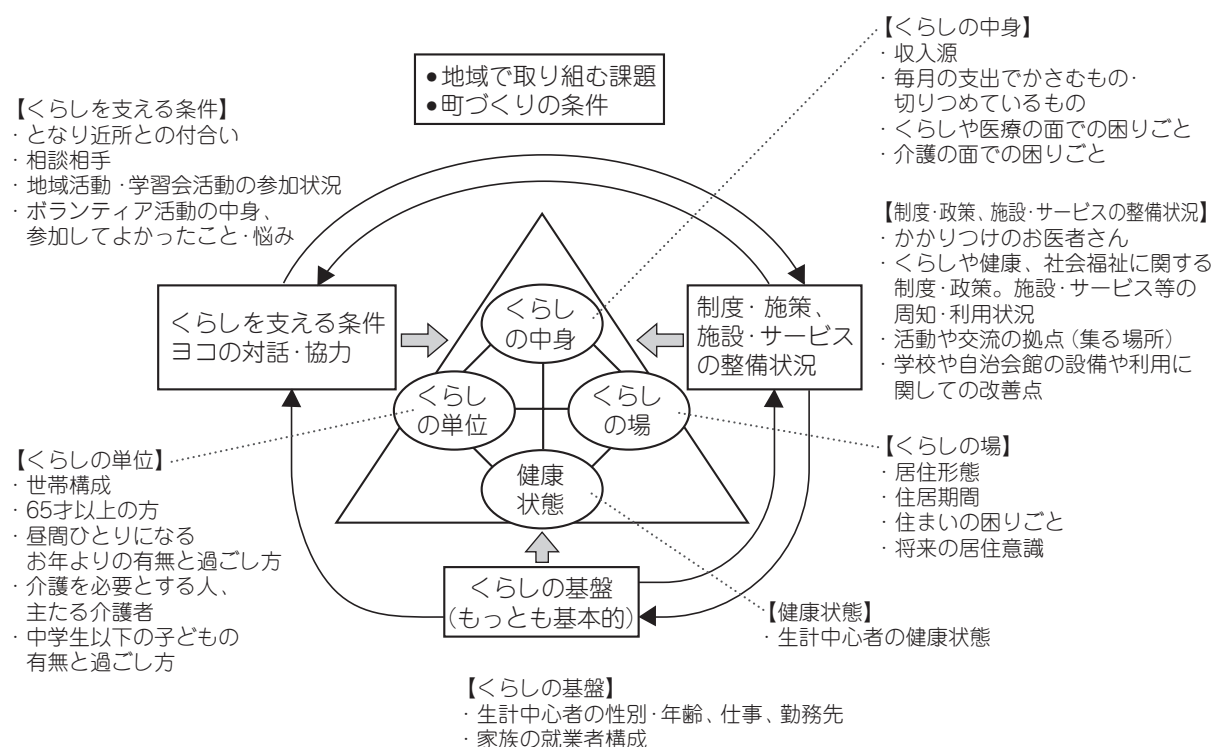 ●地域で取り組む課題
●町づくりの条件
【くらしを支える条件】
・となり近所との付合い
・相談相手
・地域活動・学習会活動の参加状況
・ボランティア活動の中身、
参加してよかったこと・悩み
【くらしの中身】
・収入源
・毎月の支出でかさむもの・
切りつめているもの
・くらしや医療の面での困りごと
・介護の面での困りごと
【制度・政策、施設・サービスの整備状況】
・かかりつけのお医者さん
・くらしや健康、社会福祉に関する
制度・政策。施設・サービス等の
周知・利用状況
・活動や交流の拠点(集る場所)
・学校や自治会館の設備や利用に
関しての改善点
くらしを支える条件
ヨコの対話・協力
くらし
の中身
くらし
の単位
くらし
の場
健康
状態
制度・施策、
施設・サービス
の整備状況
【くらしの単位】
・世帯構成
・65才以上の方
・昼間ひとりになる
お年よりの有無と過ごし方
・介護を必要とする人、
主たる介護者
・中学生以下の子どもの
有無と過ごし方
【くらしの場】
・居住形態
・住居期間
・住まいの困りごと
・将来の居住意識
くらしの基盤
(もっとも基本的)
【健康状態】
・生計中心者の健康状態
【くらしの基盤】
・生計中心者の性別・年齢、仕事、勤務先
・家族の就業者構成